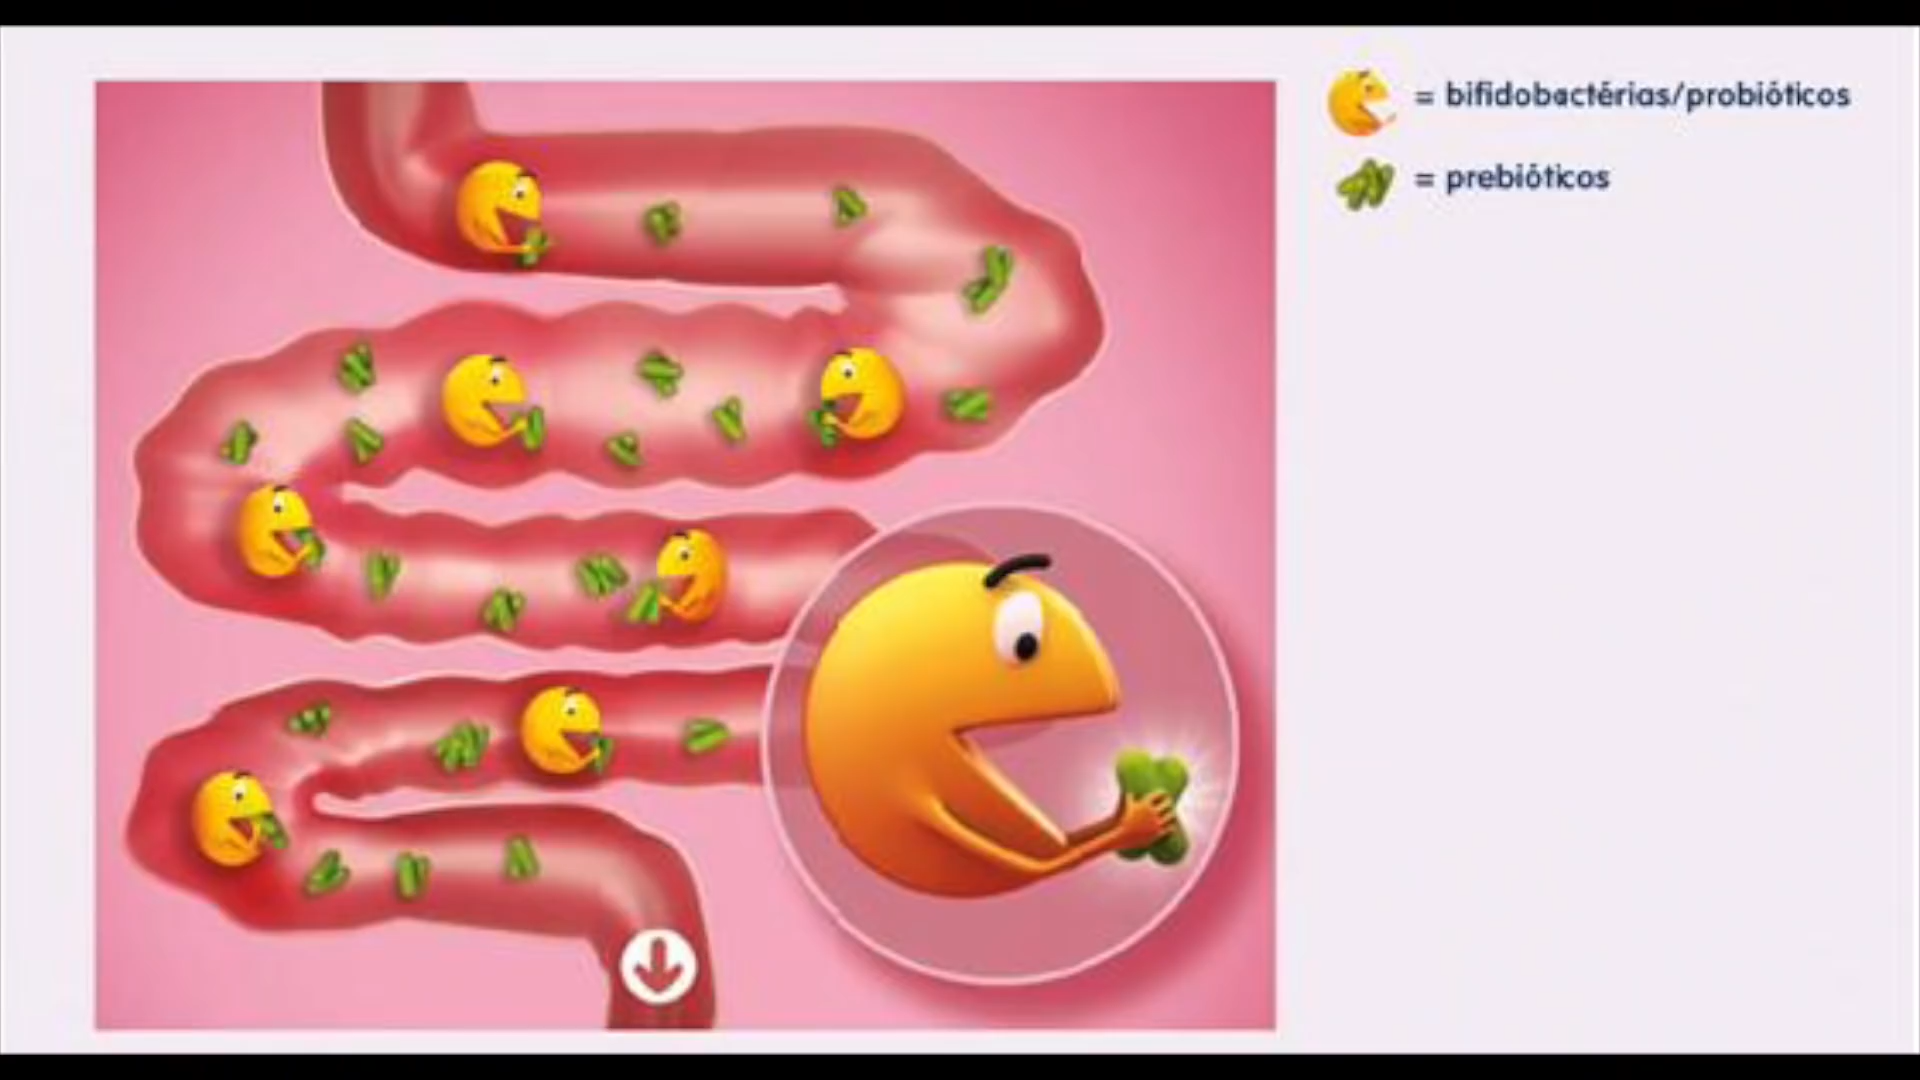 = bifidobactérias/probióticos
= prebióticos